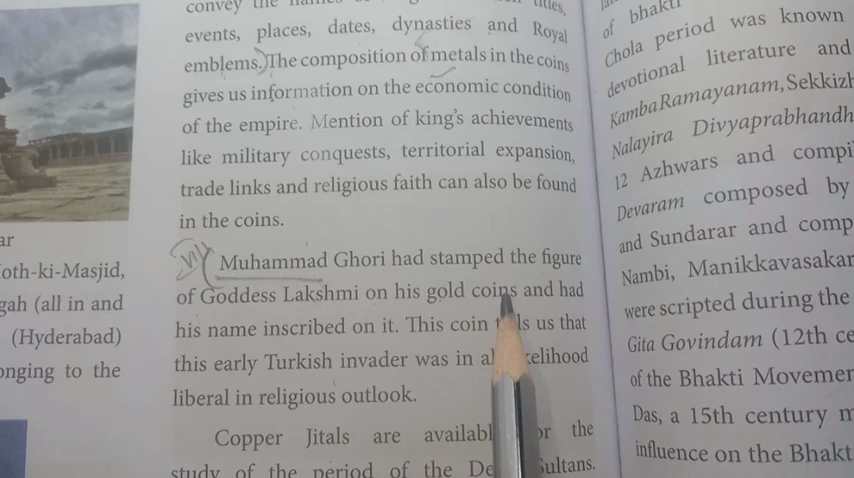 ar
oth-ki-Masjid,
gah (all in and
(Hyderabad)
onging to the
convey the
events, places, dates, dynasties and Royal
emblems. The composition of metals in the coins
gives us information on the economic condition
of the empire. Mention of king's achievements
like military conquests, territorial expansion,
trade links and religious faith can also be found
in the coins.
Muhammad Ghori had stamped the figure
of Goddess Lakshmi on his gold coins and had
his name inscribed on it. This coin us that
this early Turkish invader was in
liberal in religious outlook.
Copper Jitals are the
study of the period of the Sultans.
of bhakti
Chola period was known
devotional literature and
Kamba Ramayanam, Sekkizh
Nalayira Divyaprabhandh
12 Azhwars and compi
Devaram composed by
and Sundarar and comp
Nambi, Manikkavasakar
were scripted during the
Gita Govindam (12th ce
of the Bhakti Movemen
Das, a 15th century m
influence on the Bhakt